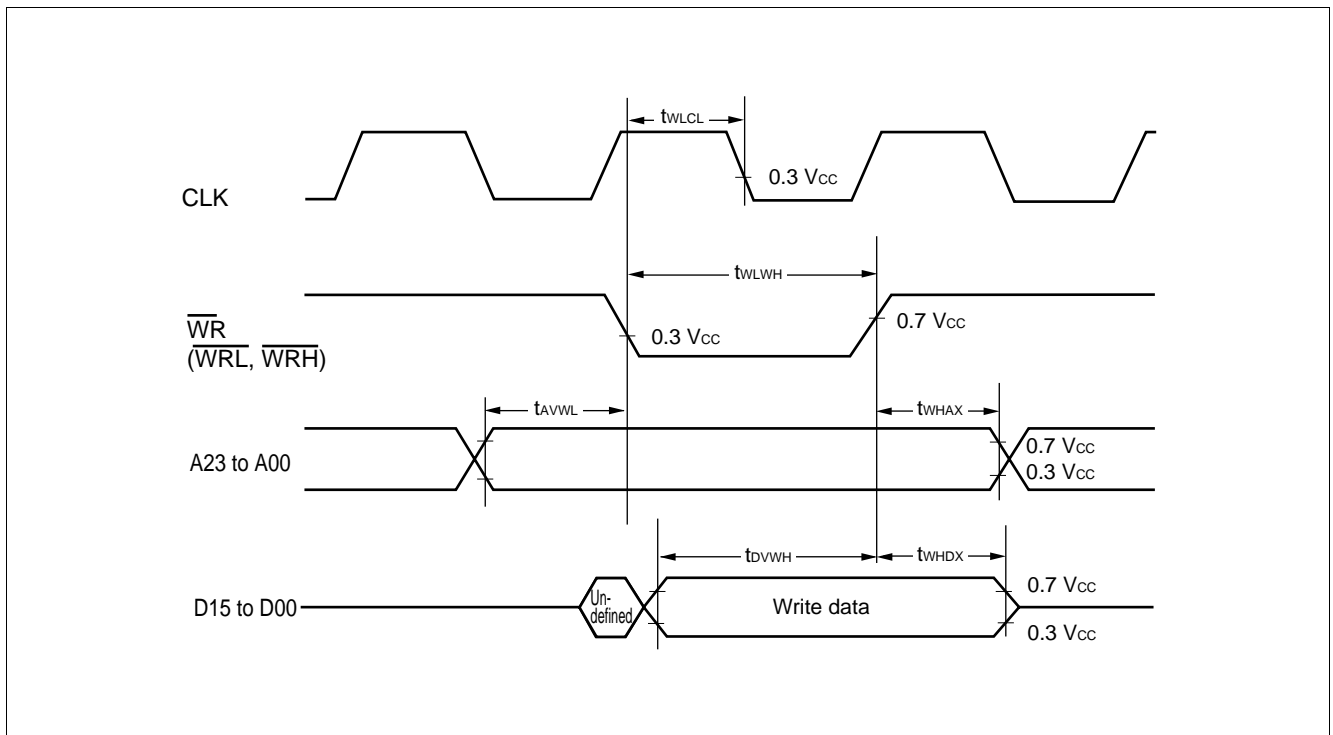 tWLCL
0.3 VCC
CLK
tWLWH
0.3 VCC
0.7 VCC
WR
(WRL, WRH)
tAVWL
tWHAX
A23 to A00
0.7 VCC
0.3 VCC
tDVWH
tWHDX
D15 to D00
Un-
defined
Write data
0.7 VCC
0.3 VCC